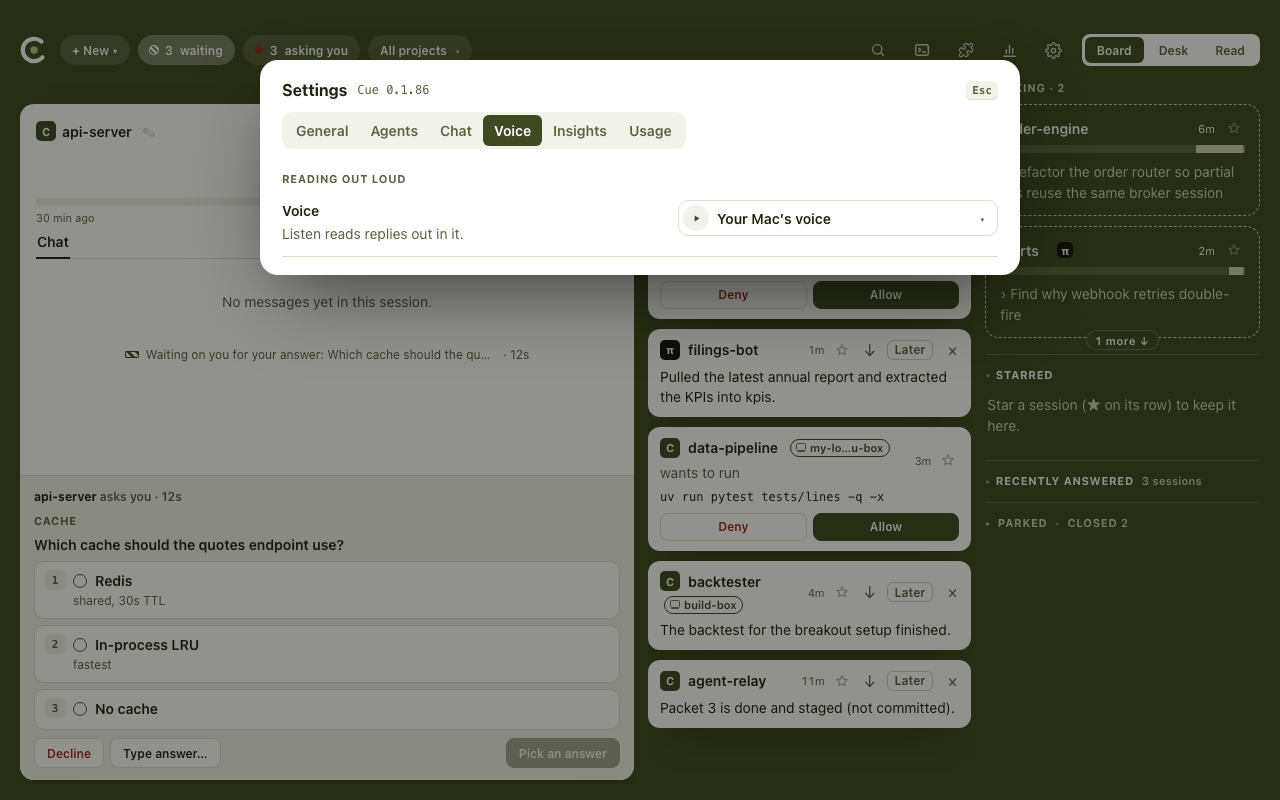 + New
3 waiting
3 asking you
All projects
Board
Desk
Read
Settings Cue 0.1.86
Esc
General
Agents
Chat
Voice
Insights
Usage
READING OUT LOUD
Voice
Listen reads replies out in it.
Your Mac's voice
C api-server
30 min ago
Chat
No messages yet in this session.
Waiting on you for your answer: Which cache should the qu... · 12s
api-server asks you · 12s
CACHE
Which cache should the quotes endpoint use?
1 Redis
shared, 30s TTL
2 In-process LRU
fastest
3 No cache
Decline
Type answer...
Pick an answer
Deny
Allow
π filings-bot 1m Later ×
Pulled the latest annual report and extracted
the KPIs into kpis.
C data-pipeline my-lo...u-box 3m
wants to run
uv run pytest tests/lines -q -x
Deny
Allow
C backtester 4m Later ×
build-box
The backtest for the breakout setup finished.
C agent-relay 11m Later ×
Packet 3 is done and staged (not committed).
KING · 2
der-engine 6m
efactor the order router so partial
s reuse the same broker session
rts π 2m
› Find why webhook retries double-
fire
1 more ↓
STARRED
Star a session (★ on its row) to keep it
here.
RECENTLY ANSWERED 3 sessions
PARKED · CLOSED 2